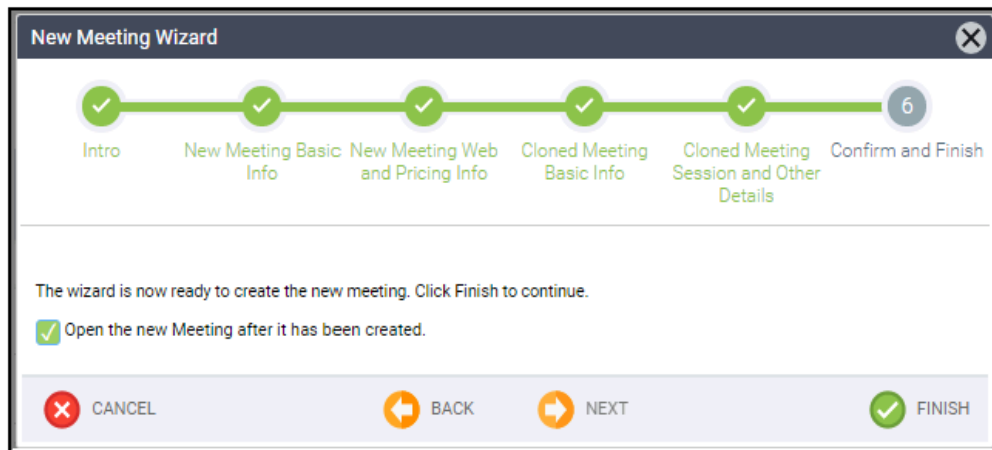 New Meeting Wizard
6
Intro
New Meeting Basic
Info
New Meeting Web
and Pricing Info
Cloned Meeting
Basic Info
Cloned Meeting
Session and Other
Details
Confirm and Finish
The wizard is now ready to create the new meeting. Click Finish to continue.
Open the new Meeting after it has been created.
CANCEL
BACK
NEXT
FINISH